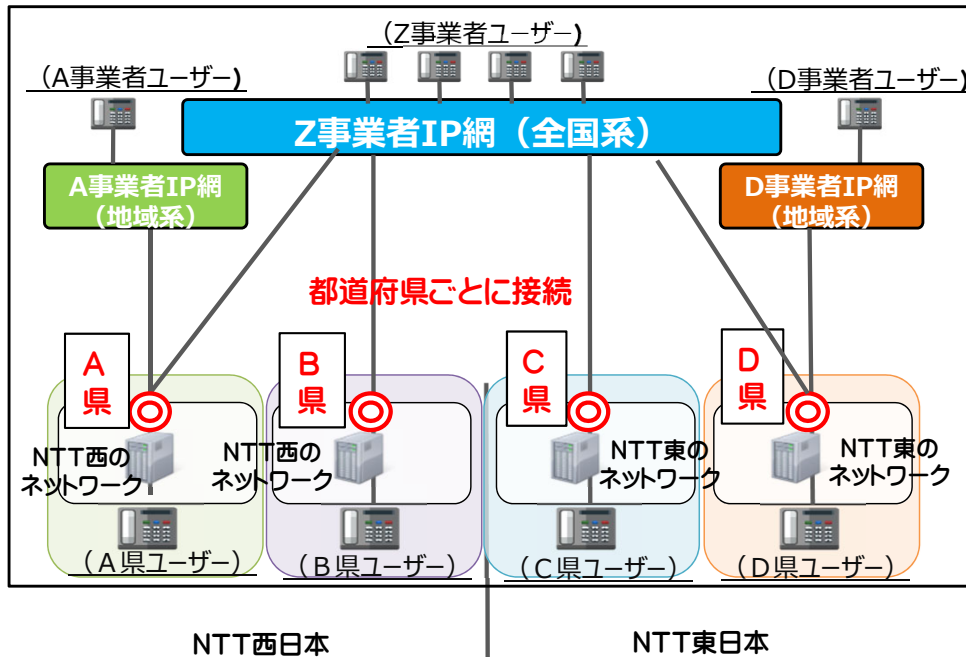 （Z事業者ユーザー)
（A事業者ユーザー)
（D事業者ユーザー)
Z事業者IP網（全国系）
A事業者IP網
（地域系）
D事業者IP網
（地域系）
都道府県ごとに接続
A
県
B
県
C
県
D
県
NTT西の
ネットワーク
NTT西の
ネットワーク
NTT東の
ネットワーク
NTT東の
ネットワーク
（A県ユーザー）
（B県ユーザー）
（C県ユーザー）
（D県ユーザー）
NTT西日本
NTT東日本